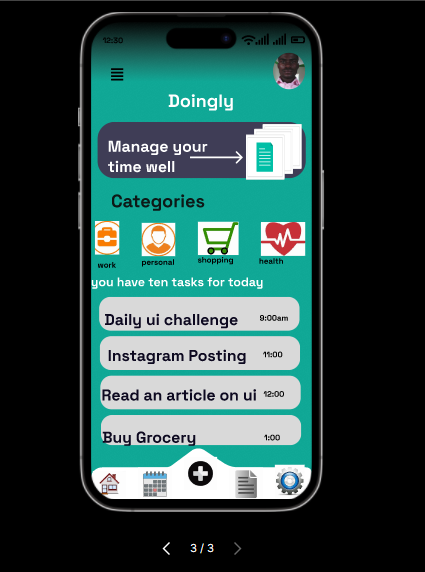 12:30
Doingly
Manage your
time well
Categories
work personal shopping health
you have ten tasks for today
Daily ui challenge 9:00am
Instagram Posting 11:00
Read an article on ui 12:00
Buy Grocery 1:00
3 / 3